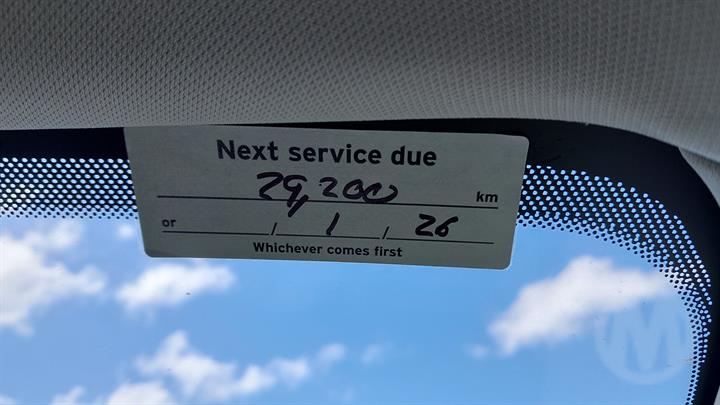 Next service due
29,200 km
or / 1 / 26
Whichever comes first
M